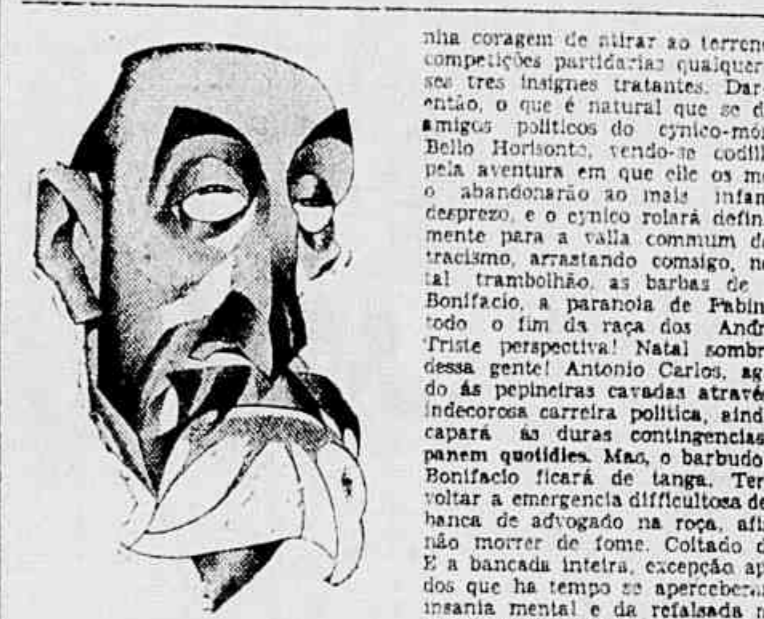 nha coragem de atirar ao terreno
competições partidarias qualquer
ses tres insignes tratantes. Dar-
então, o que é natural que se d
amigos politicos do cynico-mór
Bello Horisonte, vendo-se codilh
pela aventura em que elle os me
o abandonarão ao mais infam
desprezo, e o cynico rolará defin
mente para a valla commum d
tracismo, arrastando comsigo, ne
tal trambolhão, as barbas de
Bonifacio, a paranoia de Fabin
todo o fim da raça dos Andr
Triste perspectiva! Natal sombr
dessa gente! Antonio Carlos, ag
do ás pepineiras cavadas atravé
indecorosa carreira politica, aind
capará ás duras contingencias
panem quotidies. Mas, o barbudo
Bonifacio ficará de tanga. Ter
voltar a emergencia difficultosa de
banca de advogado na roça, afi
não morrer de fome. Coitado d
E a bancada inteira, excepção ap
dos que ha tempo se aperceber
insania mental e da refalsada m